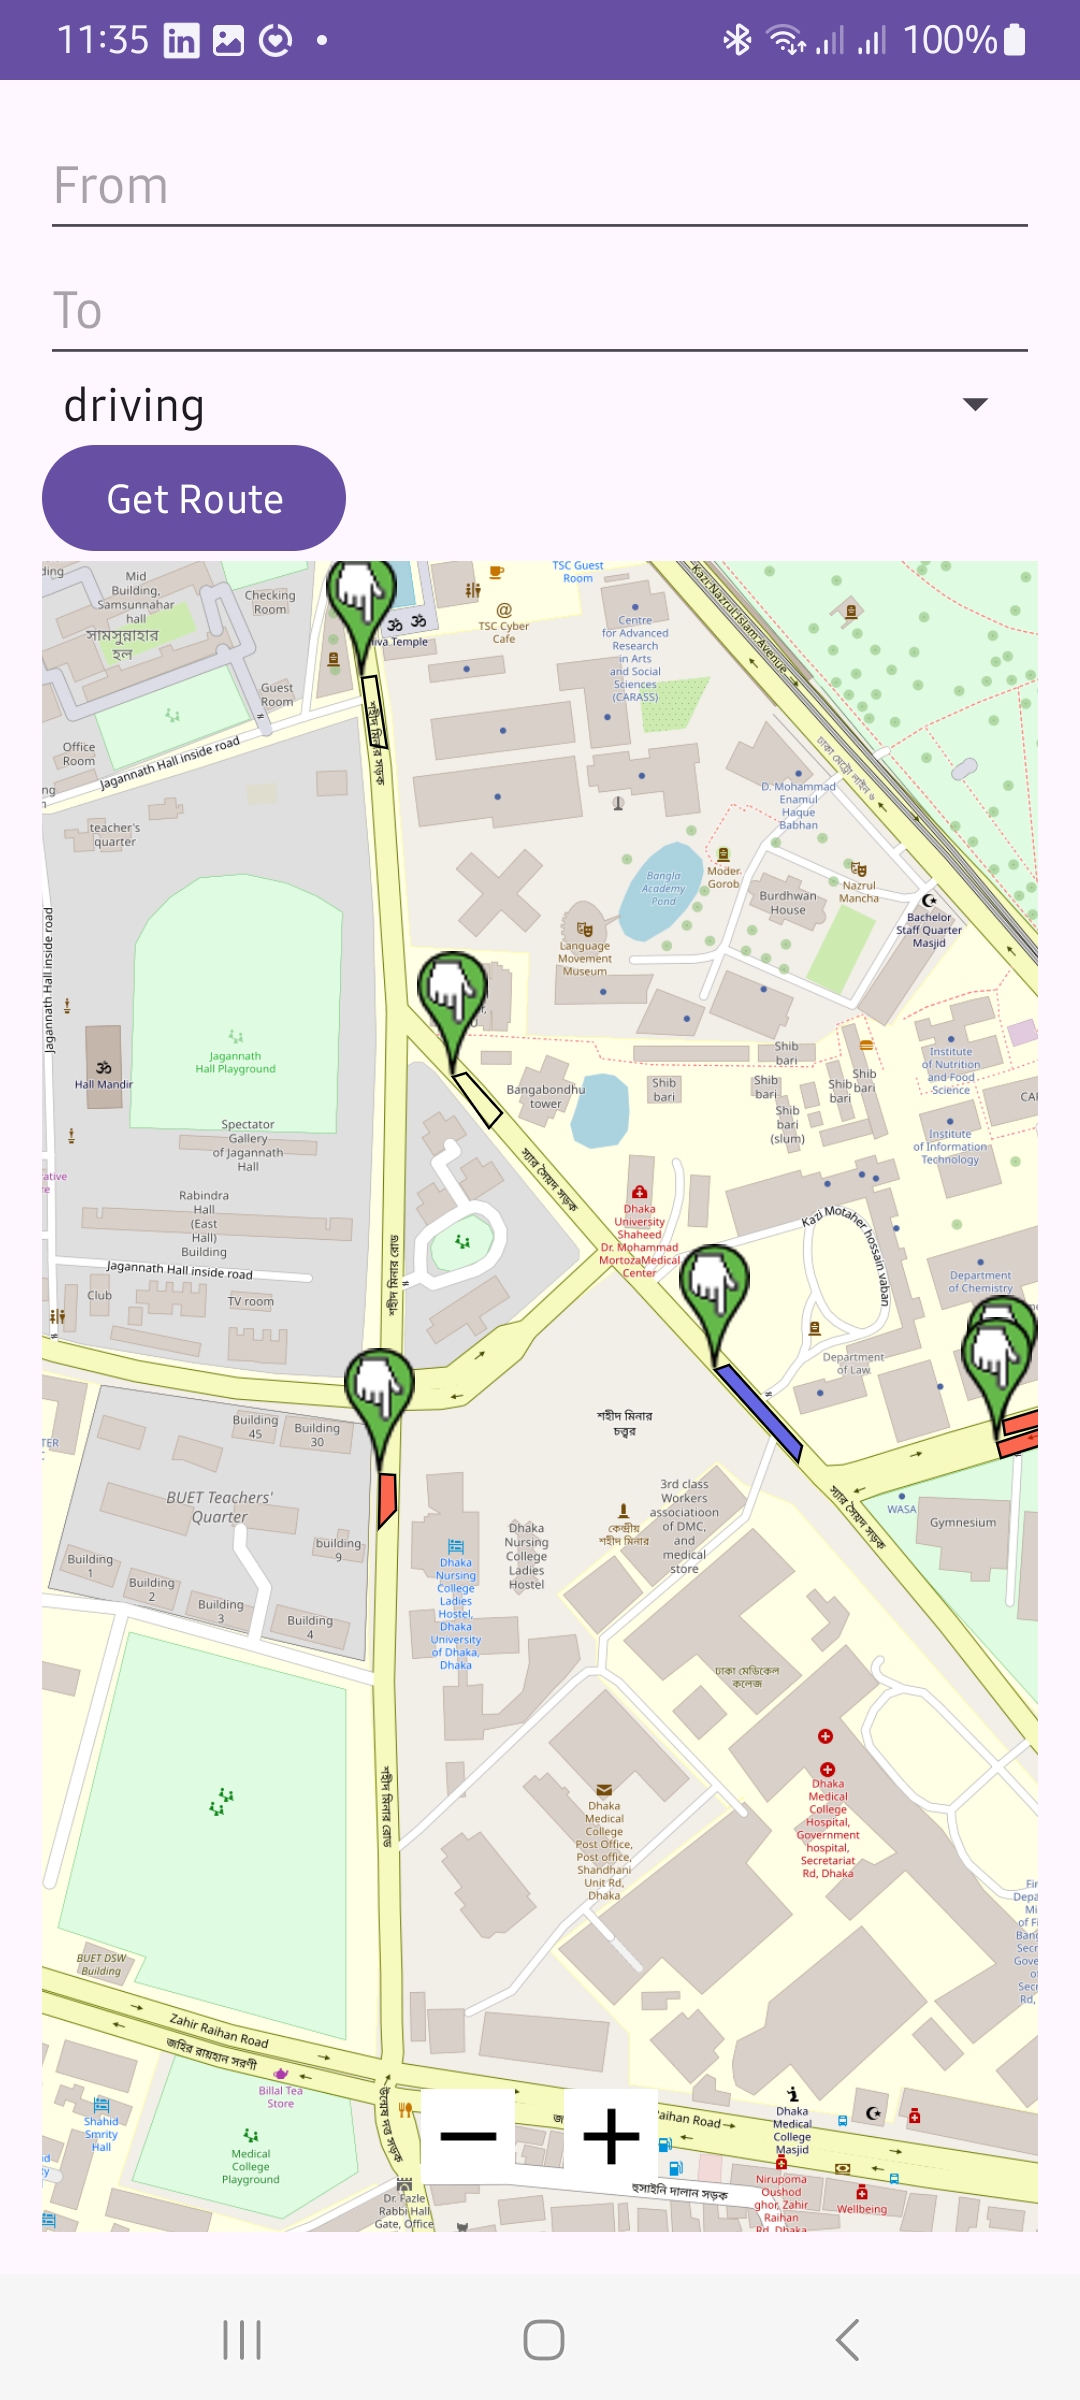 11:35
100%
From
To
driving
Get Route
Mid
Building,
Samsunnahar
hall
সামসুন্নাহার
হল
Checking
Room
TSC Guest
Room
TSC Cyber
Cafe
Centre
for Advanced
Research
in Arts
and Social
Sciences
(CARASS)
Kazi Nazrul Islam Avenue
Guest
Room
Office
Room
Jagannath Hall inside road
teacher's
quarter
শহীদ মিনার সড়ক
D. Mohammad
Enamul
Haque
Babhan
Moder
Gorob
Bangla
Academy
Pond
Burdhwan
House
Nazrul
Mancha
Bachelor
Staff Quarter
Masjid
Language
Movement
Museum
Jagannath Hall inside road
Hall Mandir
Jagannath
Hall Playground
Spectator
Gallery
of Jagannath
Hall
Bangabondhu
tower
Shib
bari
Shib
bari
Shib
bari
Shib
bari
Shib
bari
Shib
bari
(slum)
Institute
of Nutrition
and Food
Science
Institute
of Information
Technology
Rabindra
Hall
(East
Hall)
Building
Jagannath Hall inside road
Club
TV room
শহীদ মিনার রোড
স্যার সৈয়দ সড়ক
Dhaka
University
Shaheed
Dr. Mohammad
MortozaMedical
Center
Kazi Motaher hossain vaban
Department
of Chemistry
Department
of Law
Building
45
Building
30
শহীদ মিনার
চত্বর
BUET Teachers'
Quarter
building
9
Building
1
Building
2
Building
3
Building
4
Dhaka
Nursing
College
Ladies
Hostel,
Dhaka
University
of Dhaka,
Dhaka
Dhaka
Nursing
College
Ladies
Hostel
কেন্দ্রীয়
শহীদ মিনার
3rd class
Workers
associatioon
of DMC,
and
medical
store
স্যার সৈয়দ সড়ক
WASA
Gymnesium
ঢাকা মেডিকেল
কলেজ
শহীদ মিনার রোড
Dhaka
Medical
College
Post Office,
Post office,
Shandhani
Unit Rd,
Dhaka
Dhaka
Medical
College
Hospital,
Government
hospital,
Secretariat
Rd, Dhaka
BUET DSW
Building
Zahir Raihan Road
জহির রায়হান সরণী
Billal Tea
Store
Shahid
Smrity
Hall
Medical
College
Playground
Dr. Fazle
Rabbi Hall
Gate, Office
Raihan Road
হুসাইনি দালান সড়ক
Dhaka
Medical
College
Masjid
Nirupoma
Oushod
ghor, Zahir
Raihan
Rd, Dhaka
Wellbeing